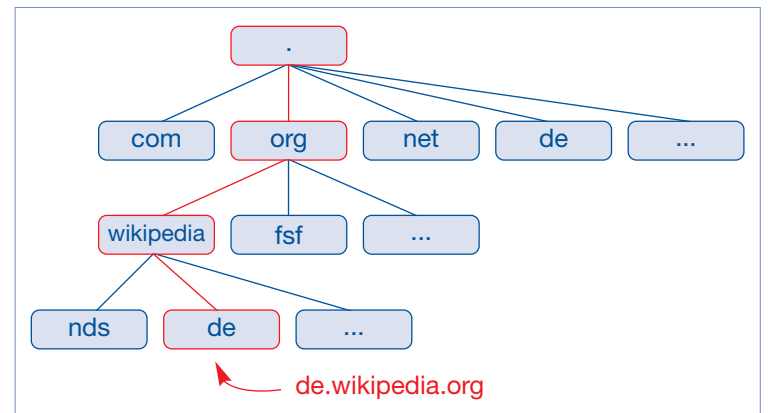 .
com org net de ...
wikipedia fsf ...
nds de ...
de.wikipedia.org